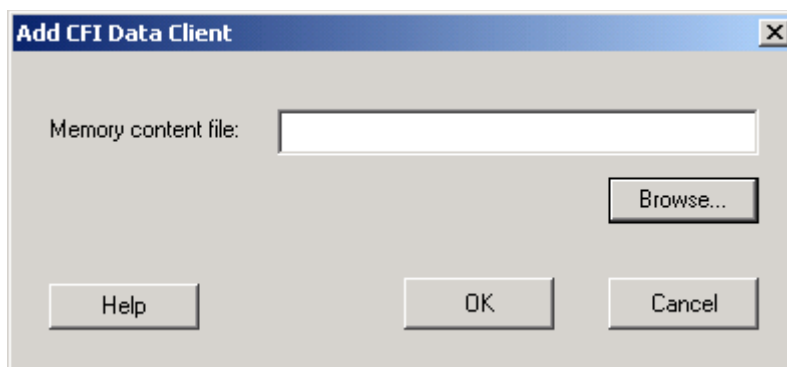 Add CFI Data Client
Memory content file:
Browse...
Help OK Cancel